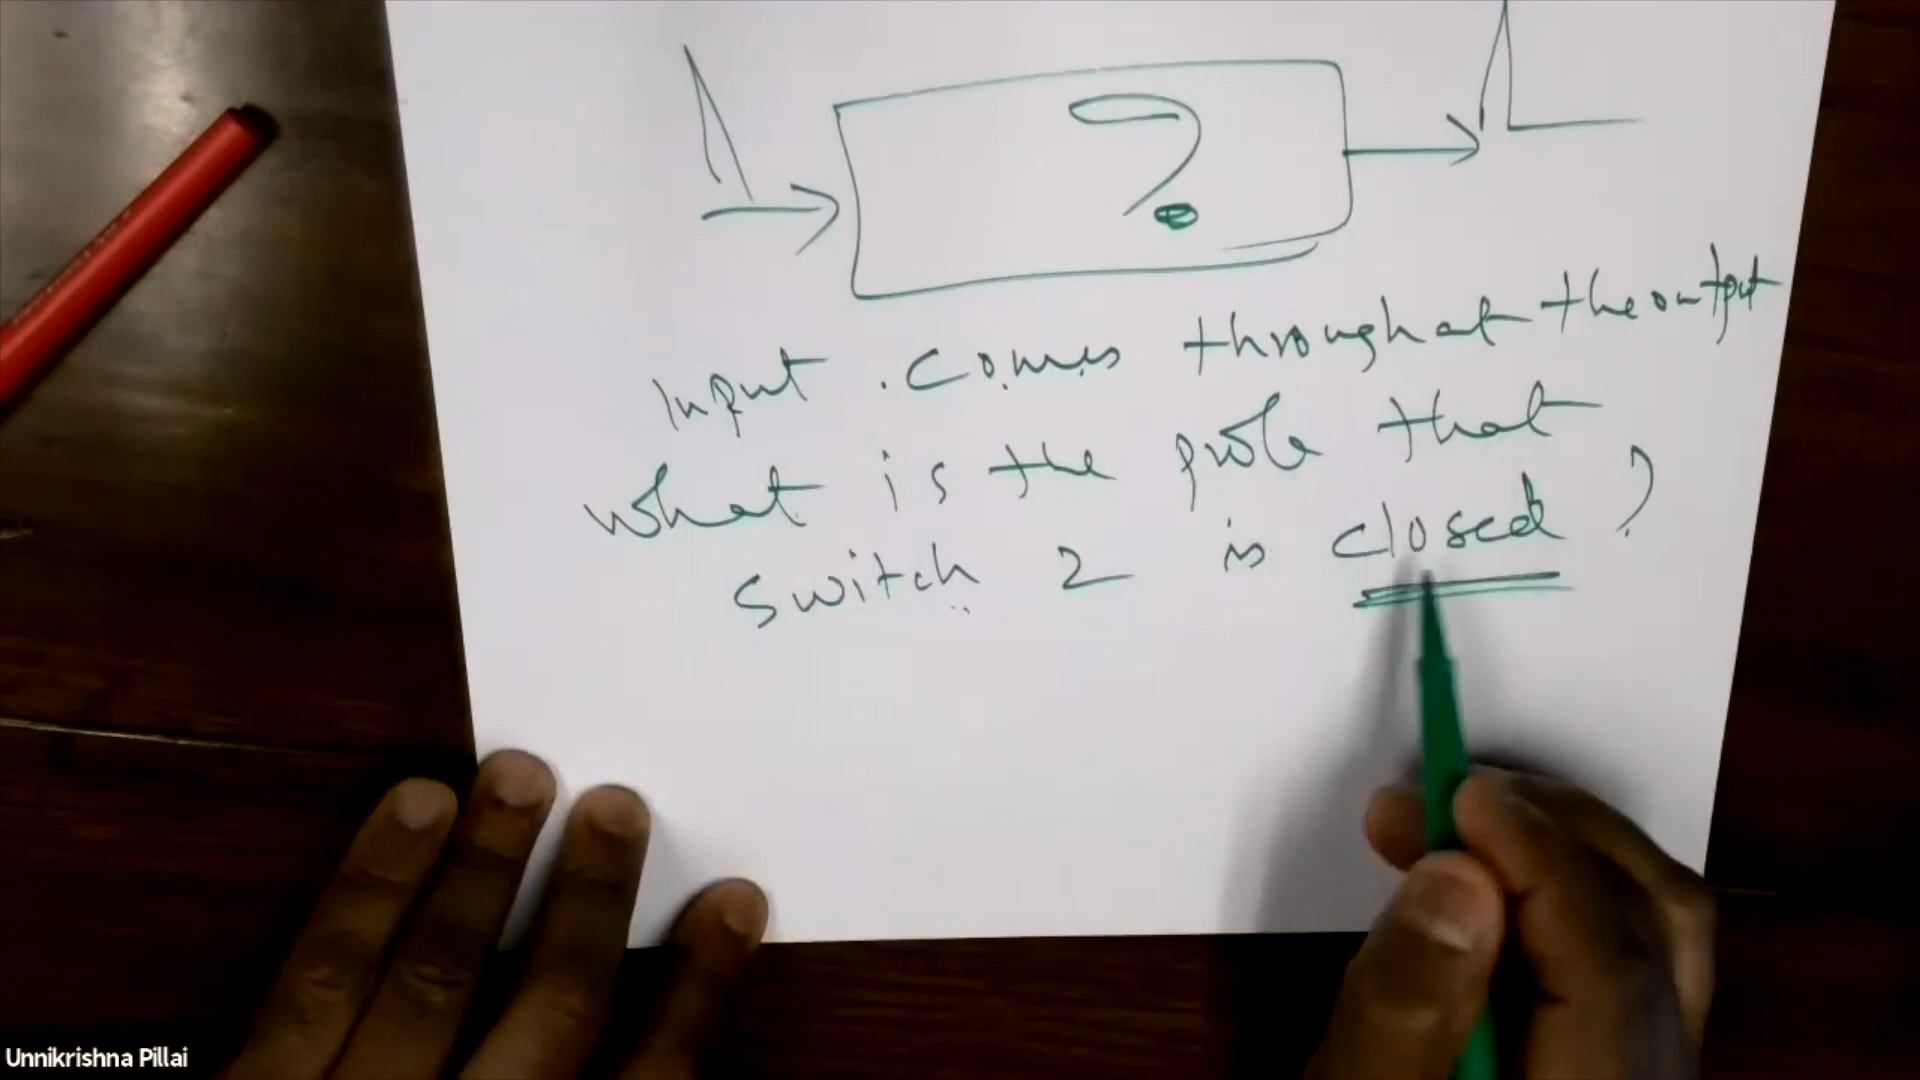 ?
Input comes through at the output
what is the prob that
switch 2 is closed ?
Unnikrishna Pillai